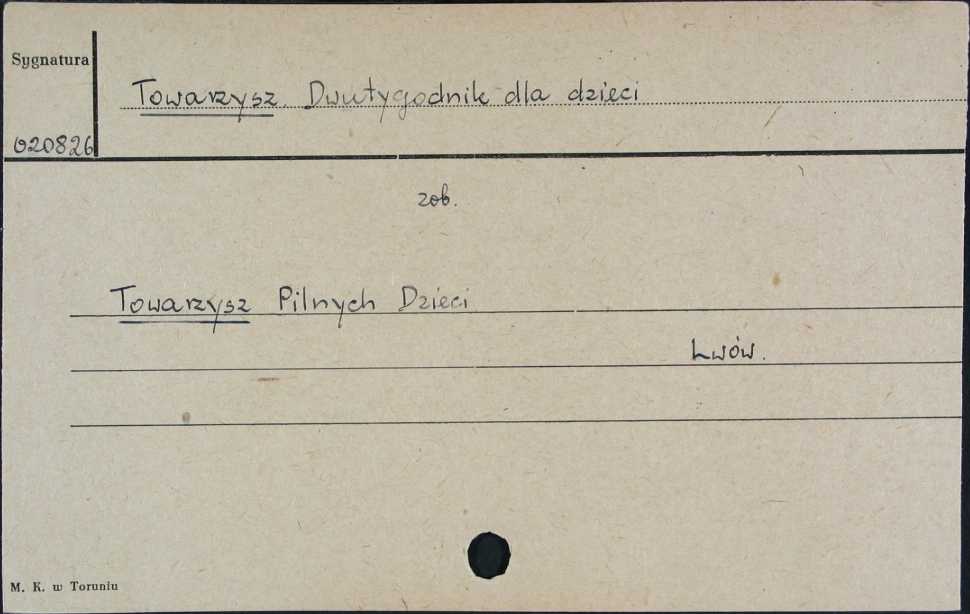 Sygnatura
Towarzysz. Dwutygodnik dla dzieci
020826
zob.
Towarzysz Pilnych Dzieci
Lwów.
M. K. w Toruniu